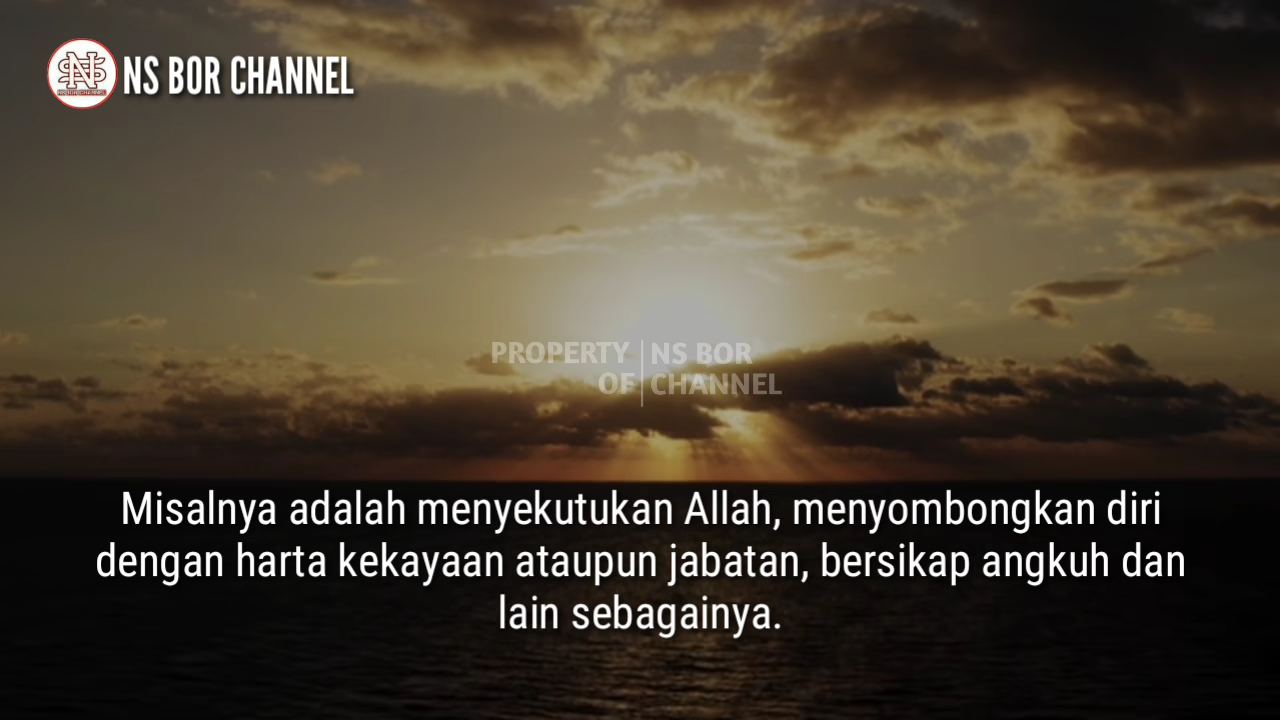 NS BOR CHANNEL
PROPERTY NS BOR
OF CHANNEL
Misalnya adalah menyekutukan Allah, menyombongkan diri
dengan harta kekayaan ataupun jabatan, bersikap angkuh dan
lain sebagainya.